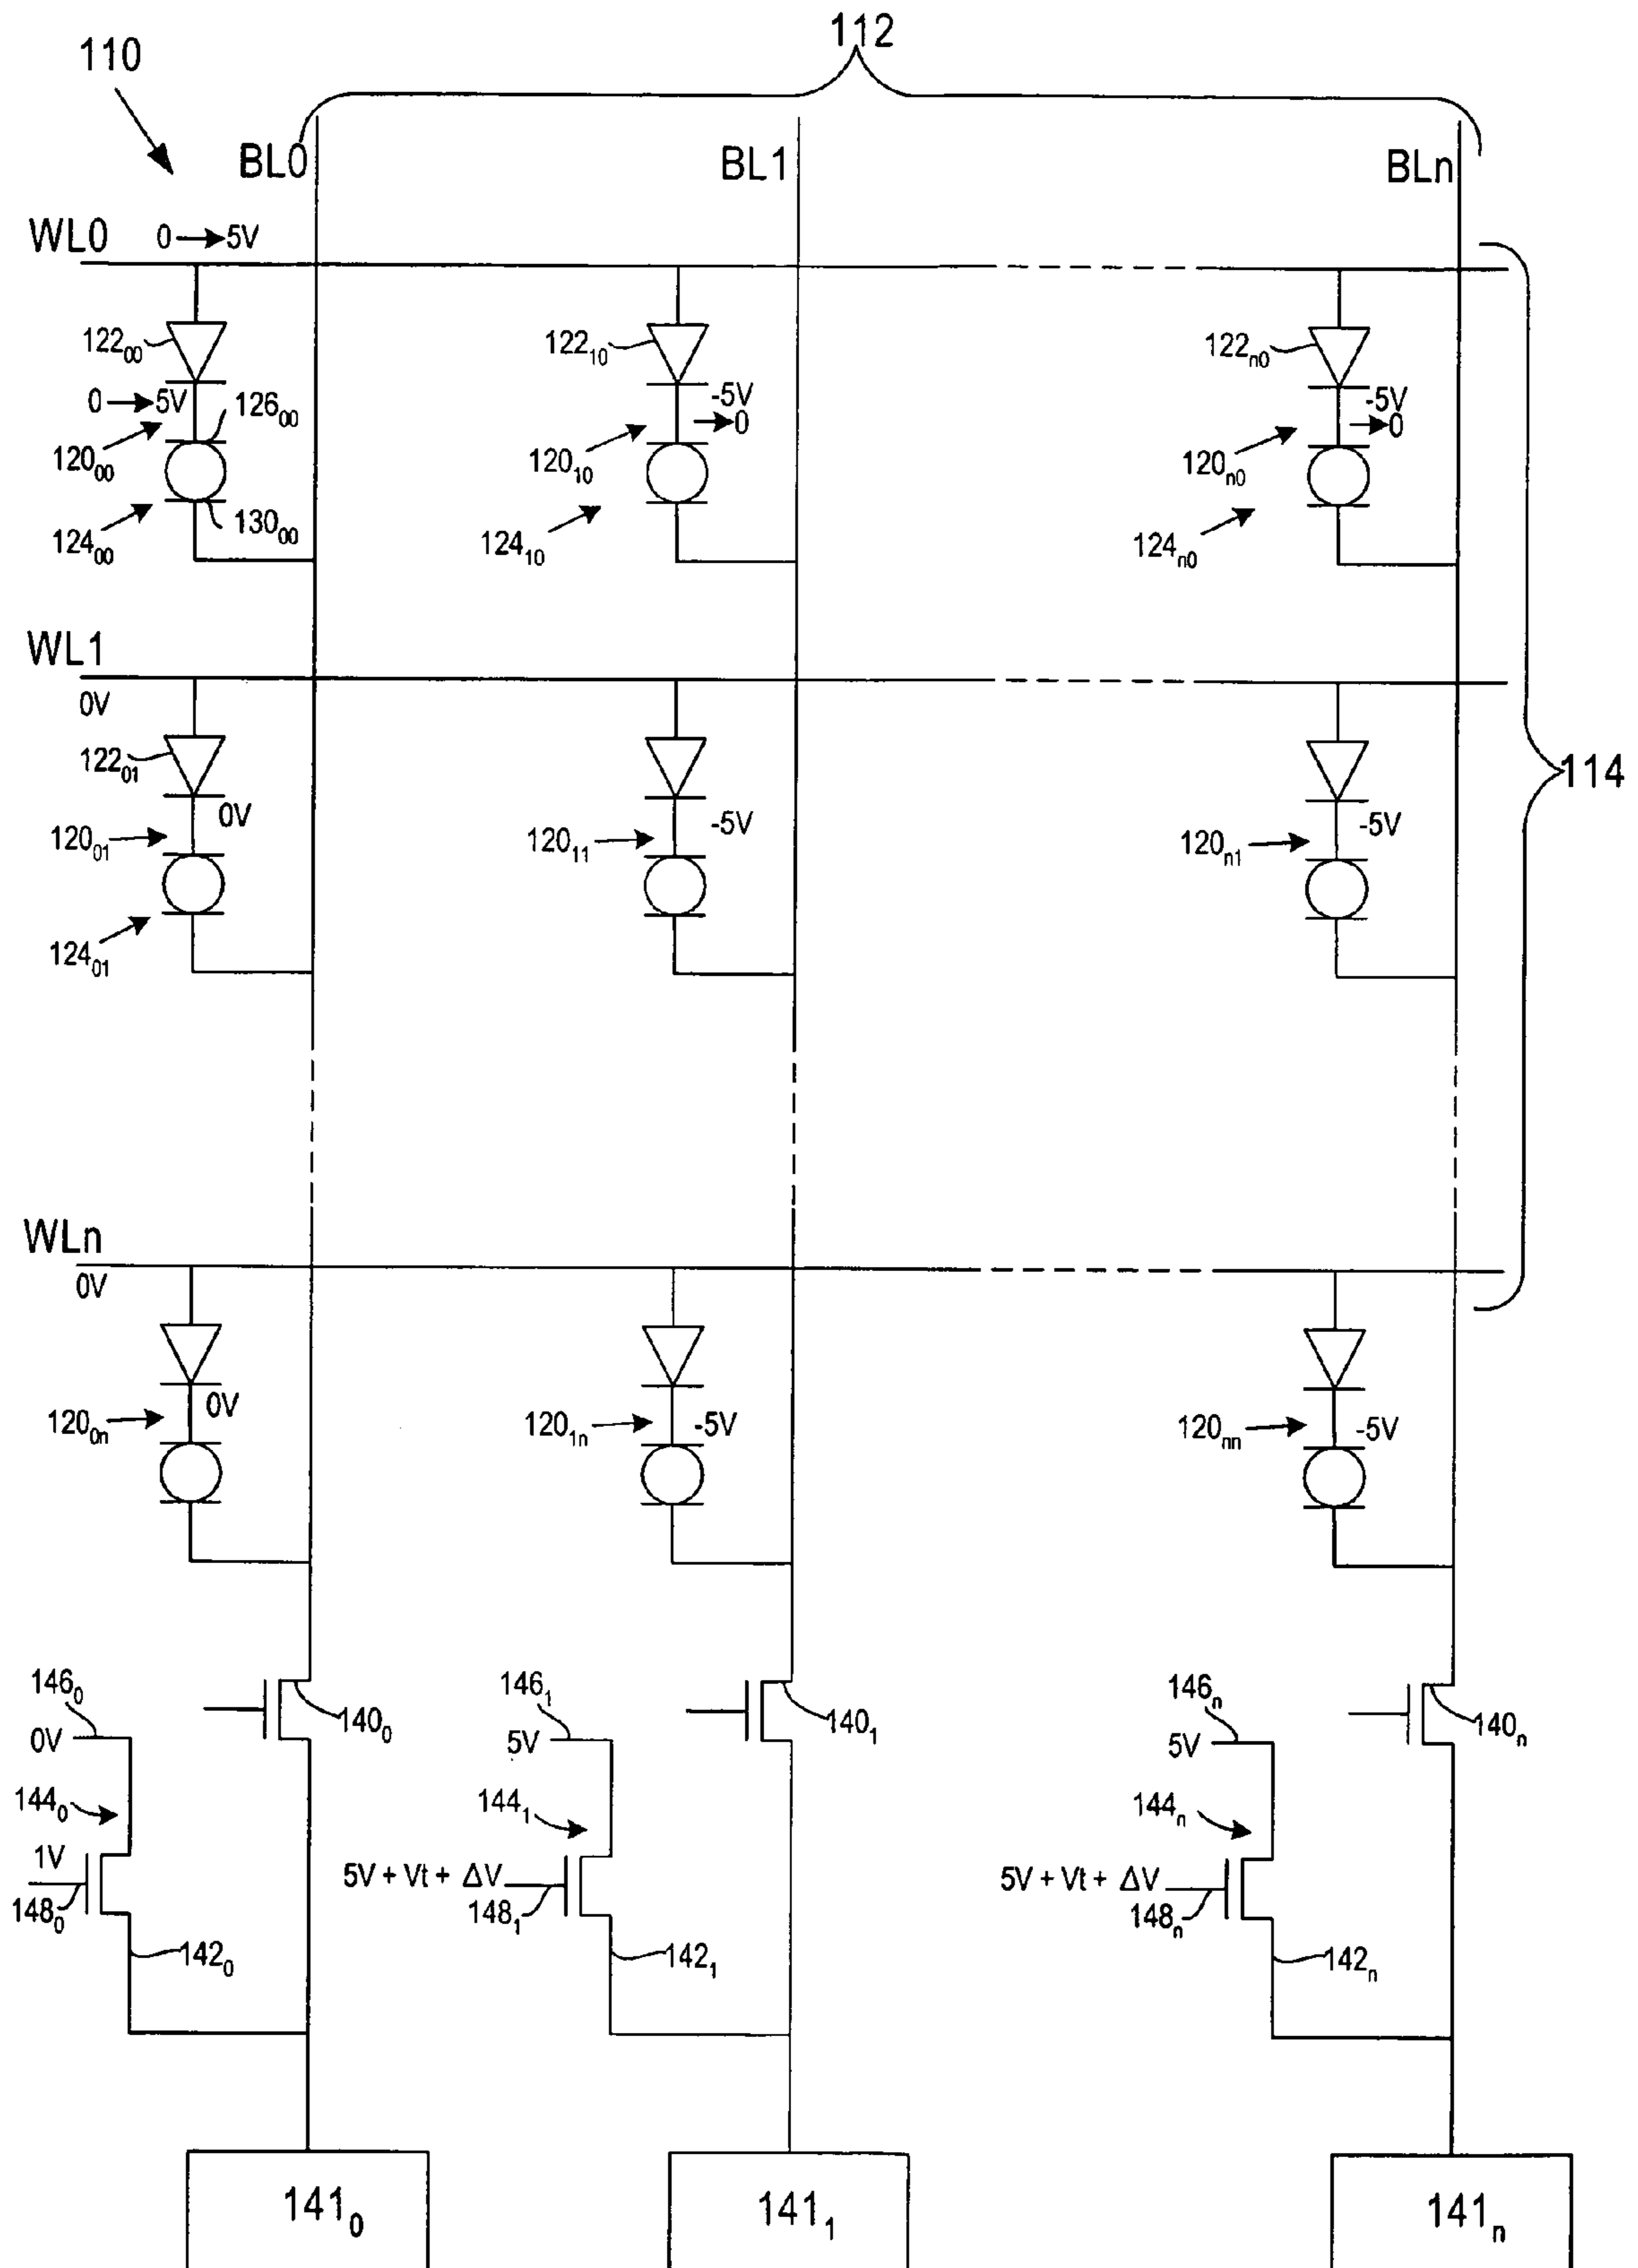 112
110
BL0
BL1
BLn
WL0 0→5V
122₀₀
122₁₀
122ₙ₀
0→5V
126₀₀
-5V
→0
-5V
→0
120₀₀
120₁₀
120ₙ₀
124₀₀
130₀₀
124₁₀
124ₙ₀
WL1
0V
122₀₁
114
0V
-5V
-5V
120₀₁
120₁₁
120ₙ₁
124₀₁
WLn
0V
0V
-5V
-5V
120₀ₙ
120₁ₙ
120ₙₙ
146₀
146₁
146ₙ
0V
140₀
5V
140₁
5V
140ₙ
144₀
144₁
144ₙ
1V
5V + Vt + ΔV
5V + Vt + ΔV
148₀
148₁
148ₙ
142₀
142₁
142ₙ
141₀
141₁
141ₙ